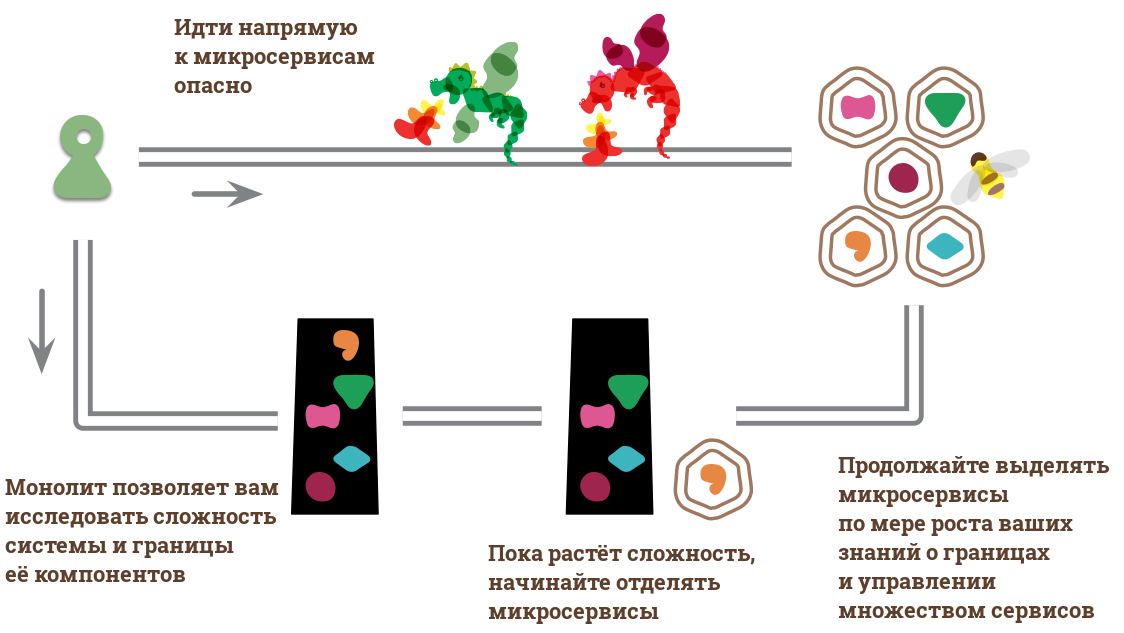 Идти напрямую
к микросервисам
опасно
Монолит позволяет вам
исследовать сложность
системы и границы
её компонентов
Пока растёт сложность,
начинайте отделять
микросервисы
Продолжайте выделять
микросервисы
по мере роста ваших
знаний о границах
и управлении
множеством сервисов